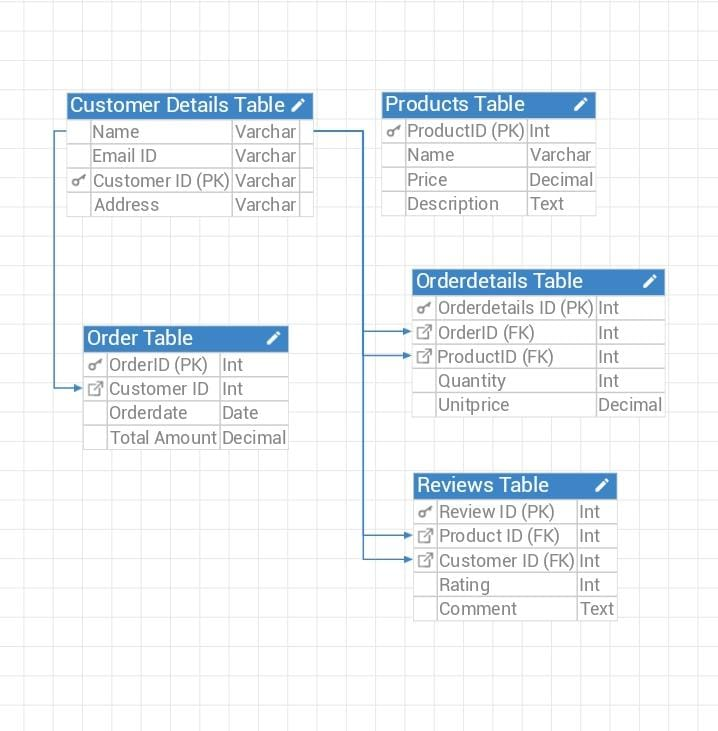 Customer Details Table
Name Varchar
Email ID Varchar
Customer ID (PK) Varchar
Address Varchar
Products Table
ProductID (PK) Int
Name Varchar
Price Decimal
Description Text
Order Table
OrderID (PK) Int
Customer ID Int
Orderdate Date
Total Amount Decimal
Orderdetails Table
Orderdetails ID (PK) Int
OrderID (FK) Int
ProductID (FK) Int
Quantity Int
Unitprice Decimal
Reviews Table
Review ID (PK) Int
Product ID (FK) Int
Customer ID (FK) Int
Rating Int
Comment Text